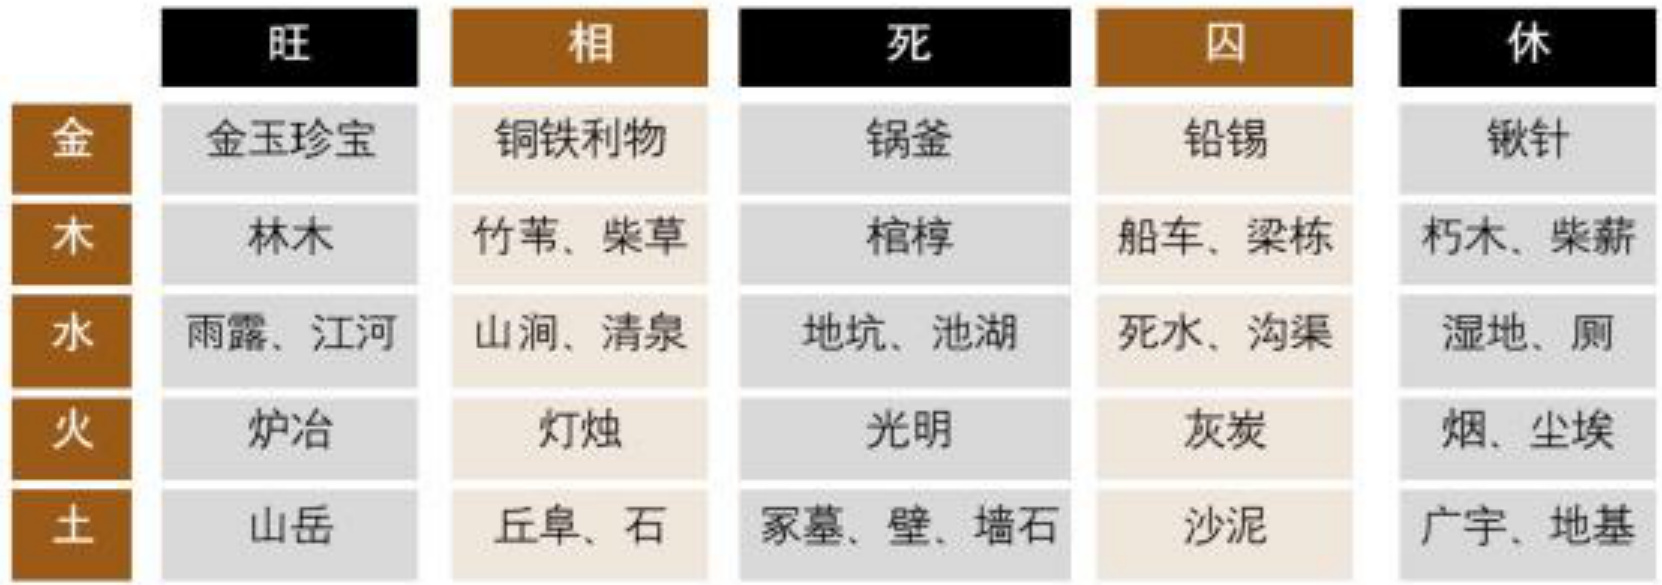 旺 相 死 囚 休
金 金玉珍宝 铜铁利物 锅釜 铅锡 锹针
木 林木 竹苇、柴草 棺椁 船车、梁栋 朽木、柴薪
水 雨露、江河 山涧、清泉 地坑、池湖 死水、沟渠 湿地、厕
火 炉冶 灯烛 光明 灰炭 烟、尘埃
土 山岳 丘阜、石 冢墓、壁、墙石 沙泥 广宇、地基